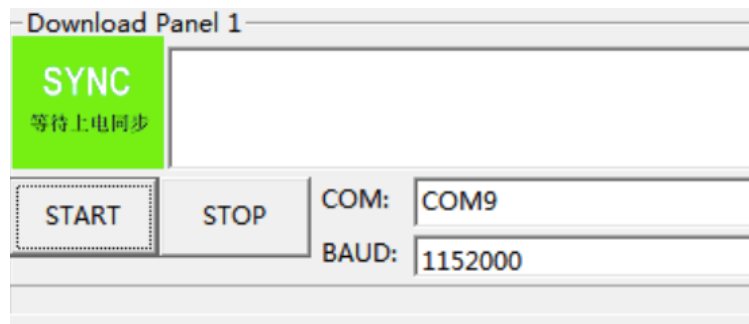 Download Panel 1
SYNC
等待上电同步
START STOP COM: COM9
BAUD: 1152000